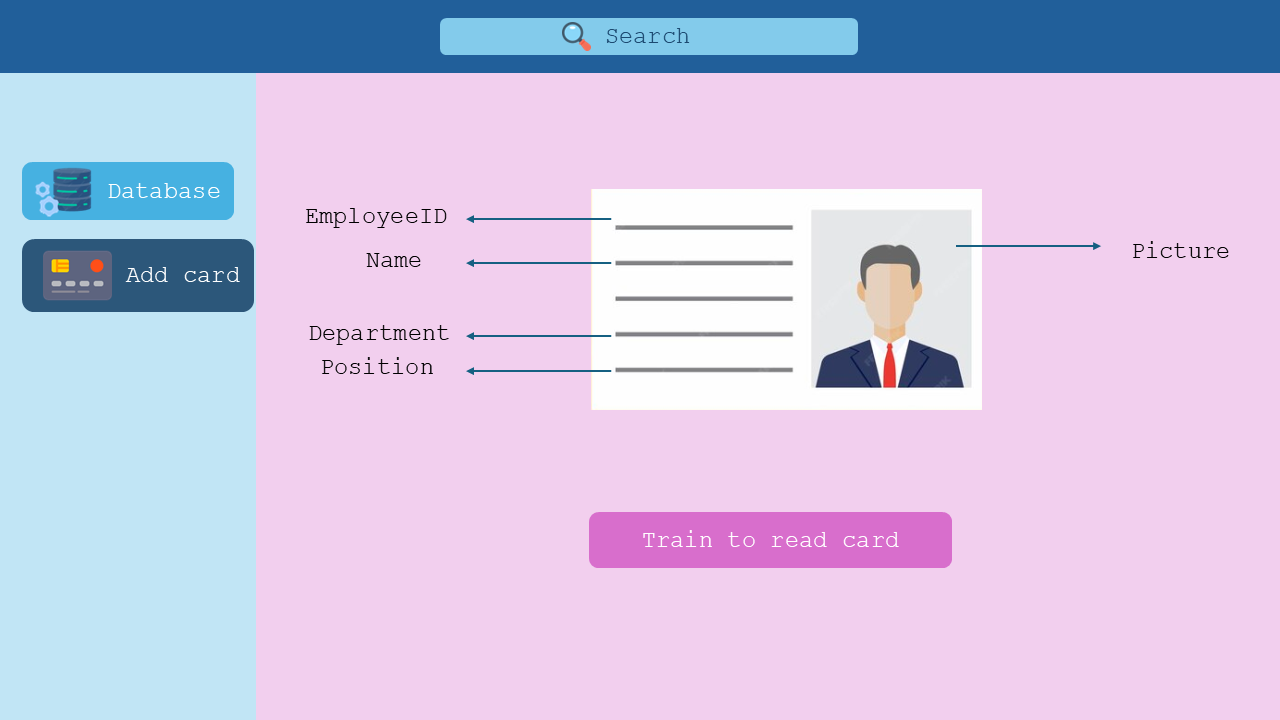 Search
Database
Add card
EmployeeID
Name
Department
Position
Picture
Train to read card